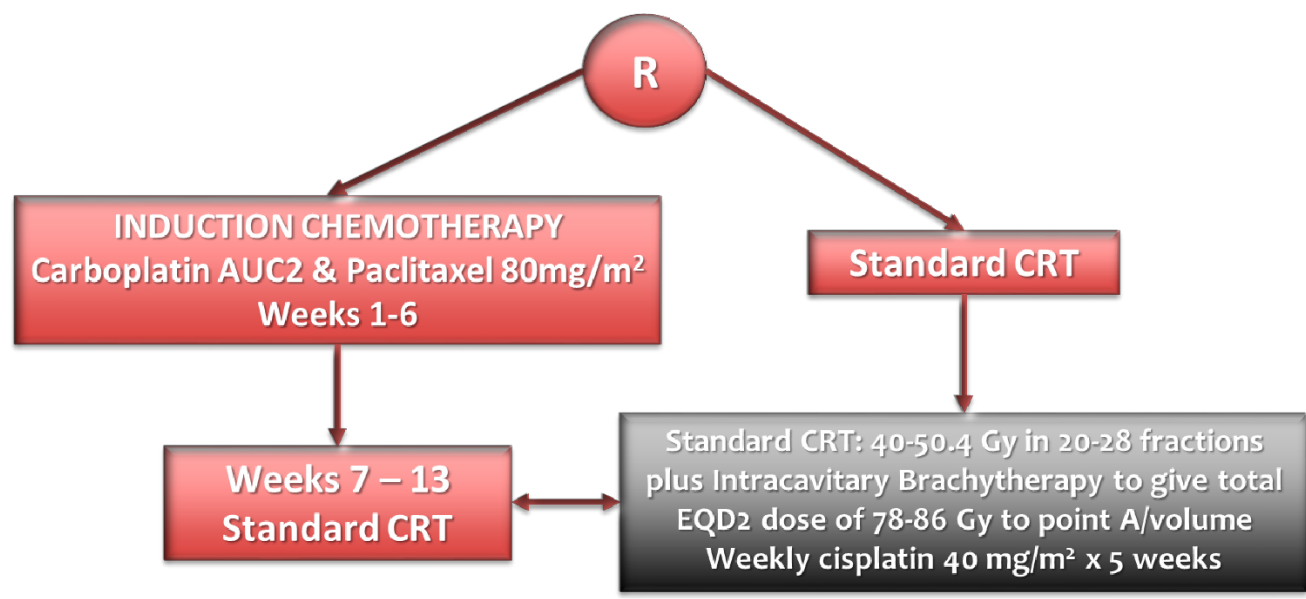 R
INDUCTION CHEMOTHERAPY
Carboplatin AUC2 & Paclitaxel 80mg/m²
Weeks 1-6
Standard CRT
Weeks 7 – 13
Standard CRT
Standard CRT: 40-50.4 Gy in 20-28 fractions
plus Intracavitary Brachytherapy to give total
EQD2 dose of 78-86 Gy to point A/volume
Weekly cisplatin 40 mg/m² x 5 weeks